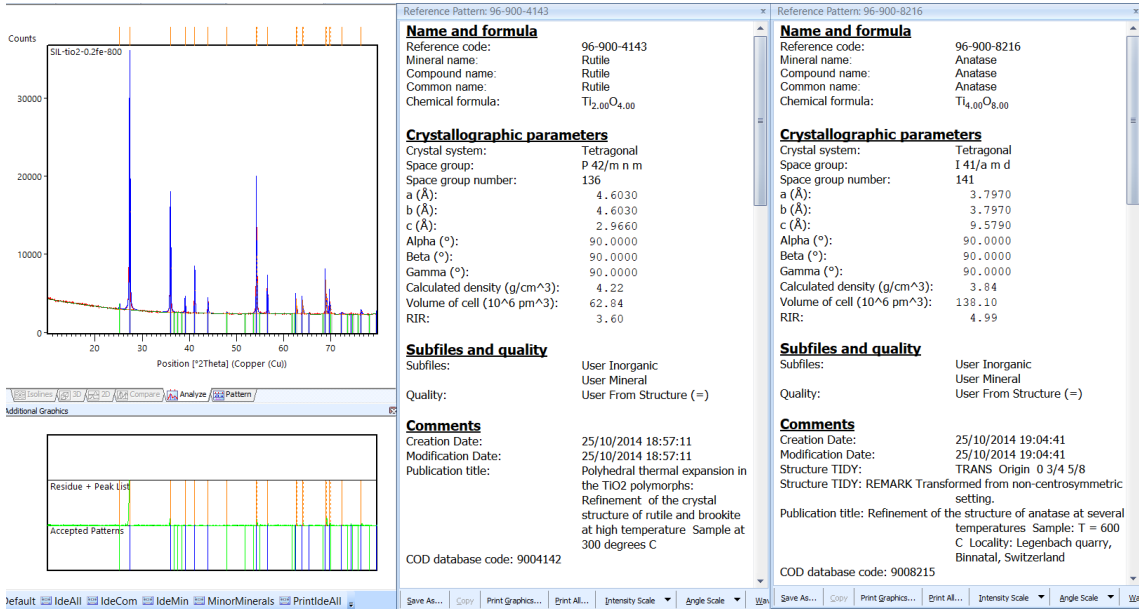 Counts
SIL-tio2-0.2fe-800
30000
20000
10000
0
20 30 40 50 60 70
Position [°2Theta] (Copper (Cu))
Isolines 3D 2D Compare Analyze Pattern
Additional Graphics
Residue + Peak List
Accepted Patterns
Default IdeAll IdeCom IdeMin MinorMinerals PrintIdeAll
Reference Pattern: 96-900-4143
Name and formula
Reference code: 96-900-4143
Mineral name: Rutile
Compound name: Rutile
Common name: Rutile
Chemical formula: Ti2.00O4.00
Crystallographic parameters
Crystal system: Tetragonal
Space group: P 42/m n m
Space group number: 136
a (Å): 4.6030
b (Å): 4.6030
c (Å): 2.9660
Alpha (°): 90.0000
Beta (°): 90.0000
Gamma (°): 90.0000
Calculated density (g/cm^3): 4.22
Volume of cell (10^6 pm^3): 62.84
RIR: 3.60
Subfiles and quality
Subfiles: User Inorganic
User Mineral
Quality: User From Structure (=)
Comments
Creation Date: 25/10/2014 18:57:11
Modification Date: 25/10/2014 18:57:11
Publication title: Polyhedral thermal expansion in
the TiO2 polymorphs:
Refinement of the crystal
structure of rutile and brookite
at high temperature Sample at
300 degrees C
COD database code: 9004142
Save As... Copy Print Graphics... Print All... Intensity Scale Angle Scale
Reference Pattern: 96-900-8216
Name and formula
Reference code: 96-900-8216
Mineral name: Anatase
Compound name: Anatase
Common name: Anatase
Chemical formula: Ti4.00O8.00
Crystallographic parameters
Crystal system: Tetragonal
Space group: I 41/a m d
Space group number: 141
a (Å): 3.7970
b (Å): 3.7970
c (Å): 9.5790
Alpha (°): 90.0000
Beta (°): 90.0000
Gamma (°): 90.0000
Calculated density (g/cm^3): 3.84
Volume of cell (10^6 pm^3): 138.10
RIR: 4.99
Subfiles and quality
Subfiles: User Inorganic
User Mineral
Quality: User From Structure (=)
Comments
Creation Date: 25/10/2014 19:04:41
Modification Date: 25/10/2014 19:04:41
Structure TIDY: TRANS Origin 0 3/4 5/8
Structure TIDY: REMARK Transformed from non-centrosymmetric
setting.
Publication title: Refinement of the structure of anatase at several
temperatures Sample: T = 600
C Locality: Legenbach quarry,
Binnatal, Switzerland
COD database code: 9008215
Save As... Copy Print Graphics... Print All... Intensity Scale Angle Scale